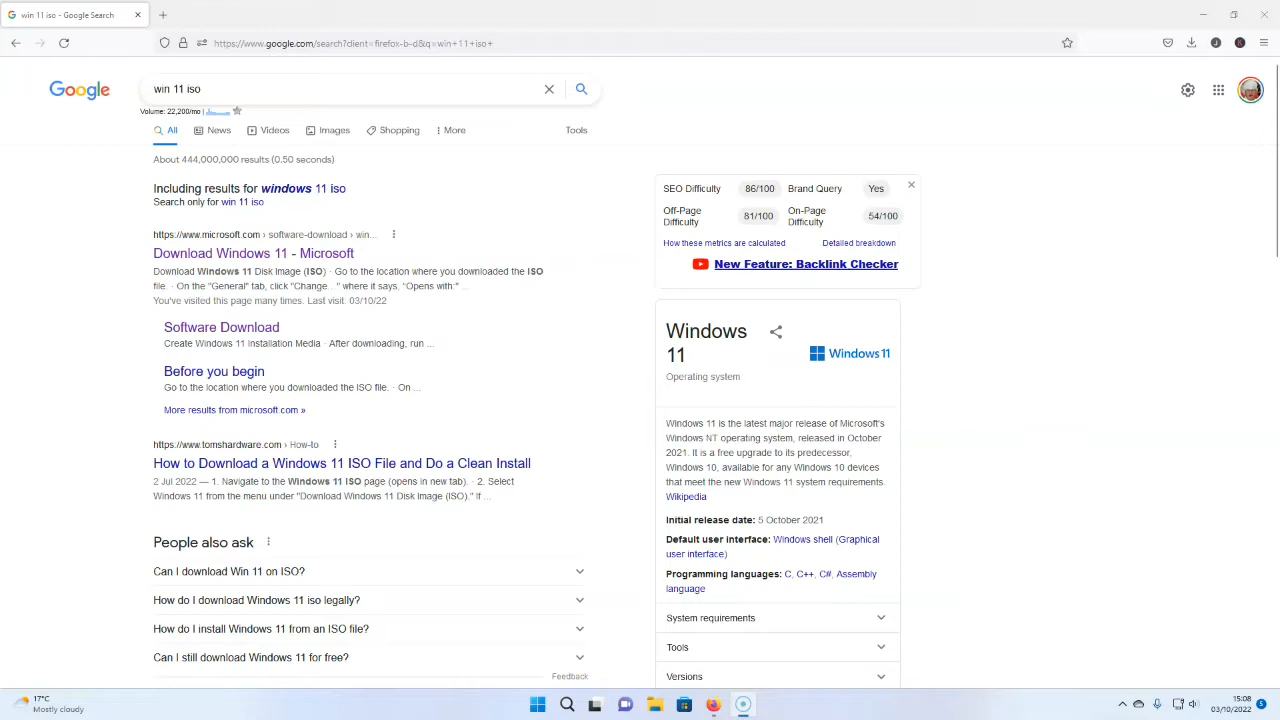 win 11 iso - Google Search
https://www.google.com/search?client=firefox-b-d&q=win+11+iso+
Google
win 11 iso
Volume: 22,200/mo |
All News Videos Images Shopping More Tools
About 444,000,000 results (0.50 seconds)
Including results for windows 11 iso
Search only for win 11 iso
https://www.microsoft.com › software-download › win...
Download Windows 11 - Microsoft
Download Windows 11 Disk Image (ISO) · Go to the location where you downloaded the ISO
file. · On the "General" tab, click "Change. . " where it says, "Opens with:" ...
You've visited this page many times. Last visit: 03/10/22
Software Download
Create Windows 11 Installation Media · After downloading, run ...
Before you begin
Go to the location where you downloaded the ISO file. · On ...
More results from microsoft.com »
https://www.tomshardware.com › How-to
How to Download a Windows 11 ISO File and Do a Clean Install
2 Jul 2022 — 1. Navigate to the Windows 11 ISO page (opens in new tab). · 2. Select
Windows 11 from the menu under "Download Windows 11 Disk Image (ISO)." If ...
People also ask
Can I download Win 11 on ISO?
How do I download Windows 11 iso legally?
How do I install Windows 11 from an ISO file?
Can I still download Windows 11 for free?
Feedback
SEO Difficulty 86/100 Brand Query Yes
Off-Page
Difficulty 81/100 On-Page
Difficulty 54/100
How these metrics are calculated Detailed breakdown
New Feature: Backlink Checker
Windows
11
Windows 11
Operating system
Windows 11 is the latest major release of Microsoft's
Windows NT operating system, released in October
2021. It is a free upgrade to its predecessor,
Windows 10, available for any Windows 10 devices
that meet the new Windows 11 system requirements.
Wikipedia
Initial release date: 5 October 2021
Default user interface: Windows shell (Graphical
user interface)
Programming languages: C, C++, C#, Assembly
language
System requirements
Tools
Versions
17°C
Mostly cloudy
15:08
03/10/2022
5